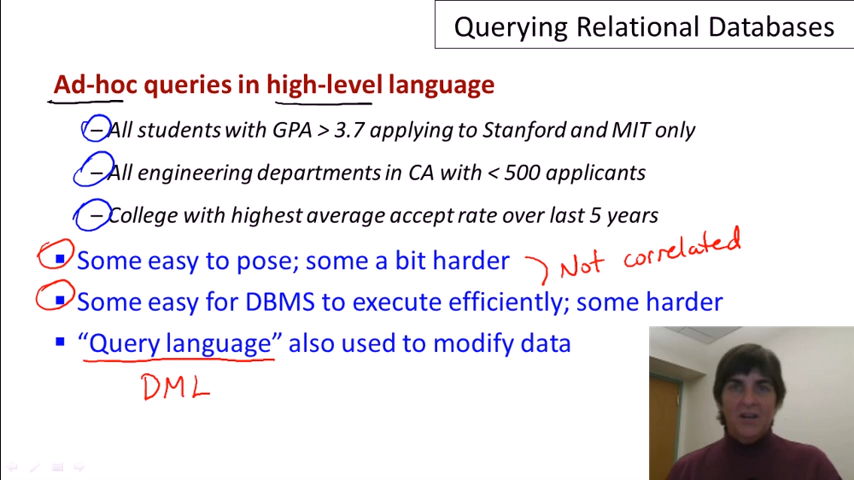 Querying Relational Databases
Ad-hoc queries in high-level language
– All students with GPA > 3.7 applying to Stanford and MIT only
– All engineering departments in CA with < 500 applicants
– College with highest average accept rate over last 5 years
▪ Some easy to pose; some a bit harder
Not correlated
▪ Some easy for DBMS to execute efficiently; some harder
▪ “Query language” also used to modify data
DML